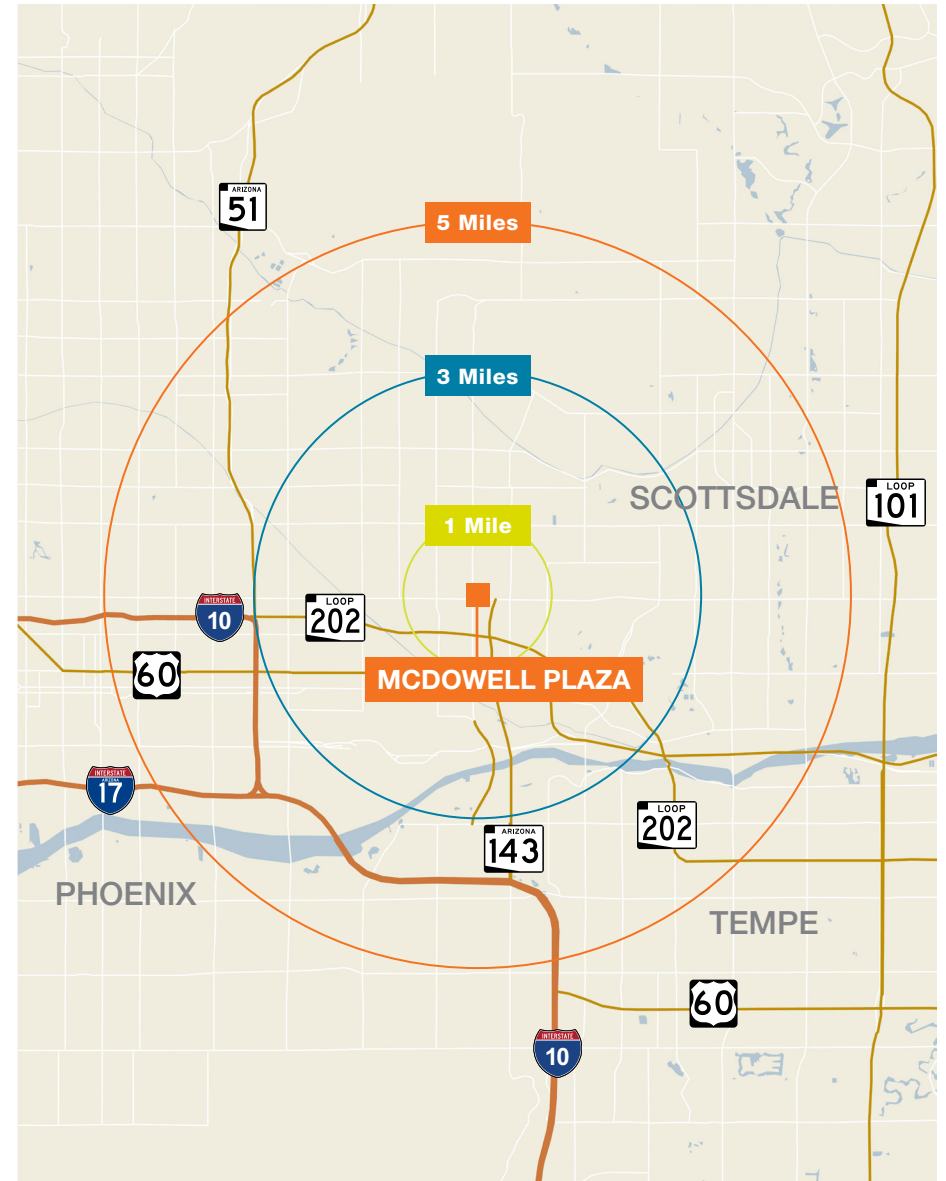 ARIZONA
51
5 Miles
3 Miles
SCOTTSDALE
LOOP
101
1 Mile
INTERSTATE
10
LOOP
202
60
MCDOWELL PLAZA
INTERSTATE
ARIZONA
17
LOOP
202
ARIZONA
143
PHOENIX
TEMPE
60
INTERSTATE
10